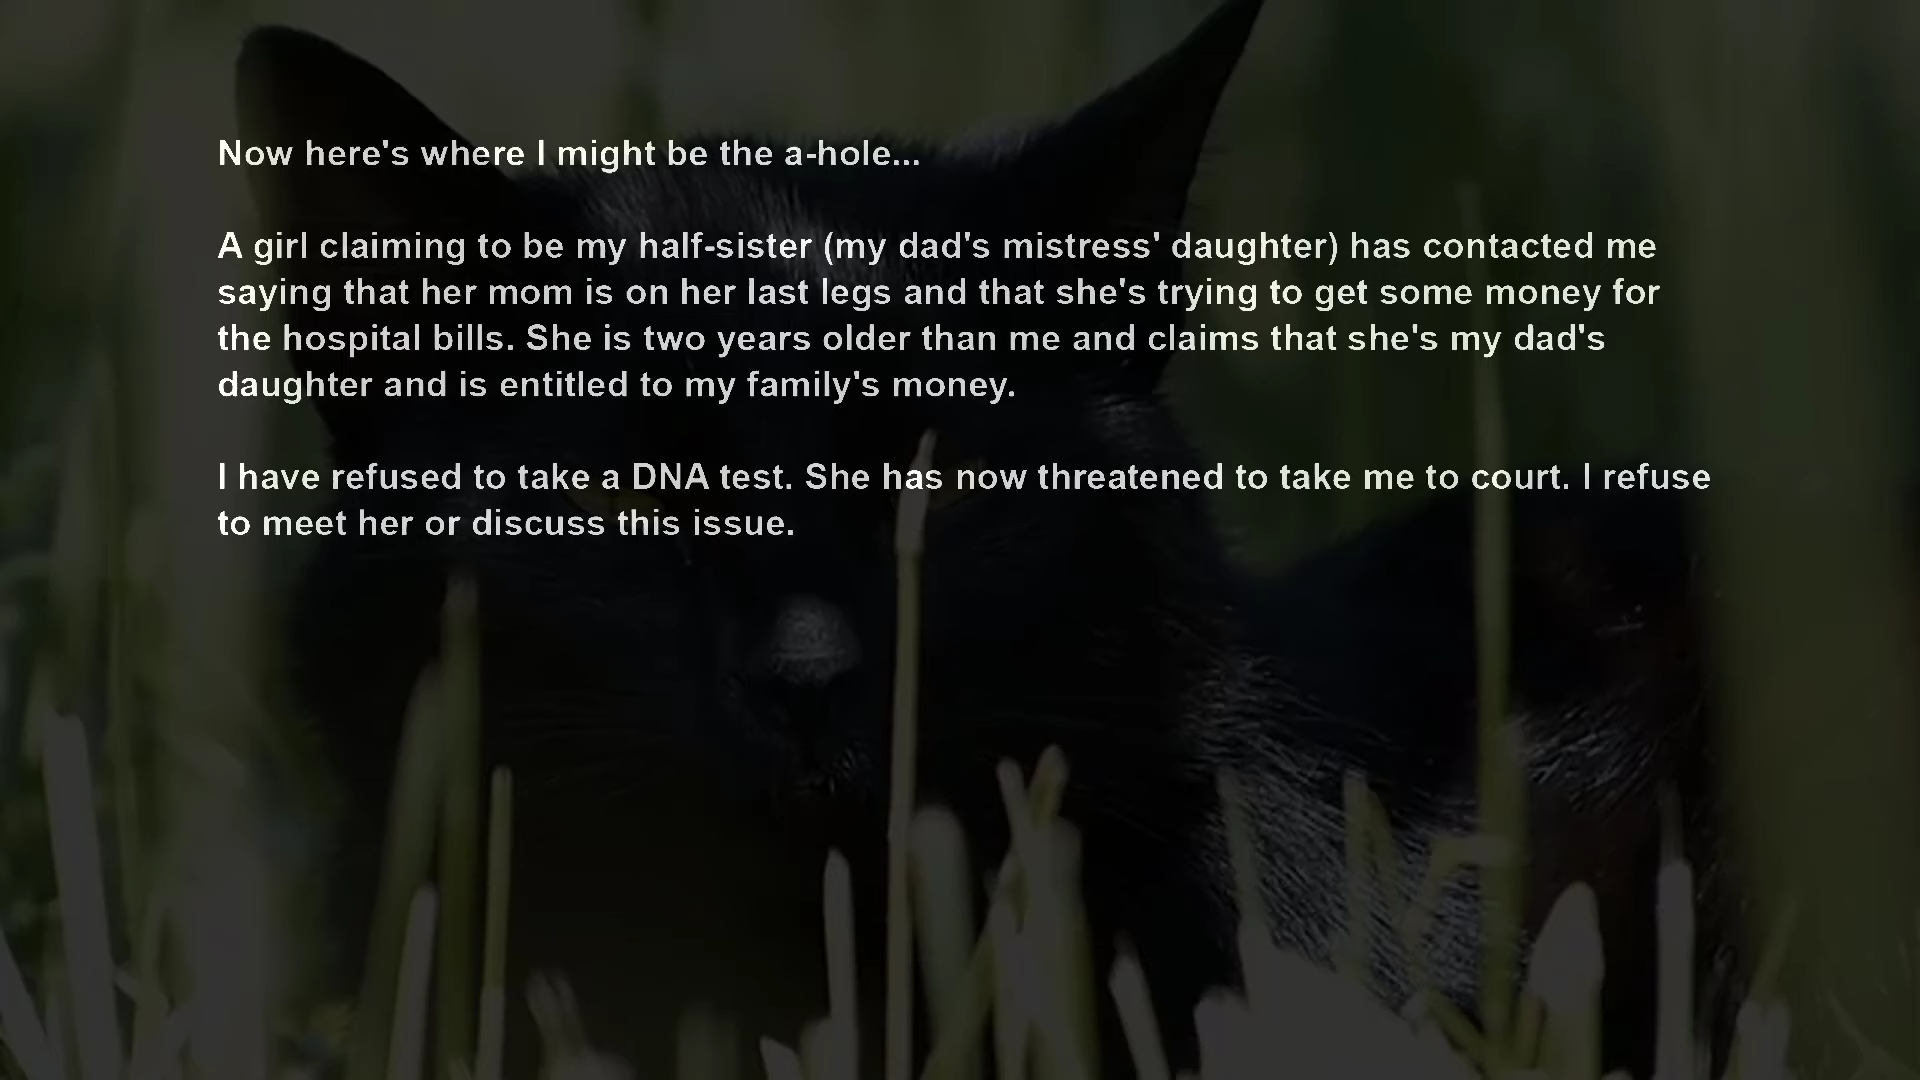 Now here's where I might be the a-hole...
A girl claiming to be my half-sister (my dad's mistress' daughter) has contacted me
saying that her mom is on her last legs and that she's trying to get some money for
the hospital bills. She is two years older than me and claims that she's my dad's
daughter and is entitled to my family's money.
I have refused to take a DNA test. She has now threatened to take me to court. I refuse
to meet her or discuss this issue.